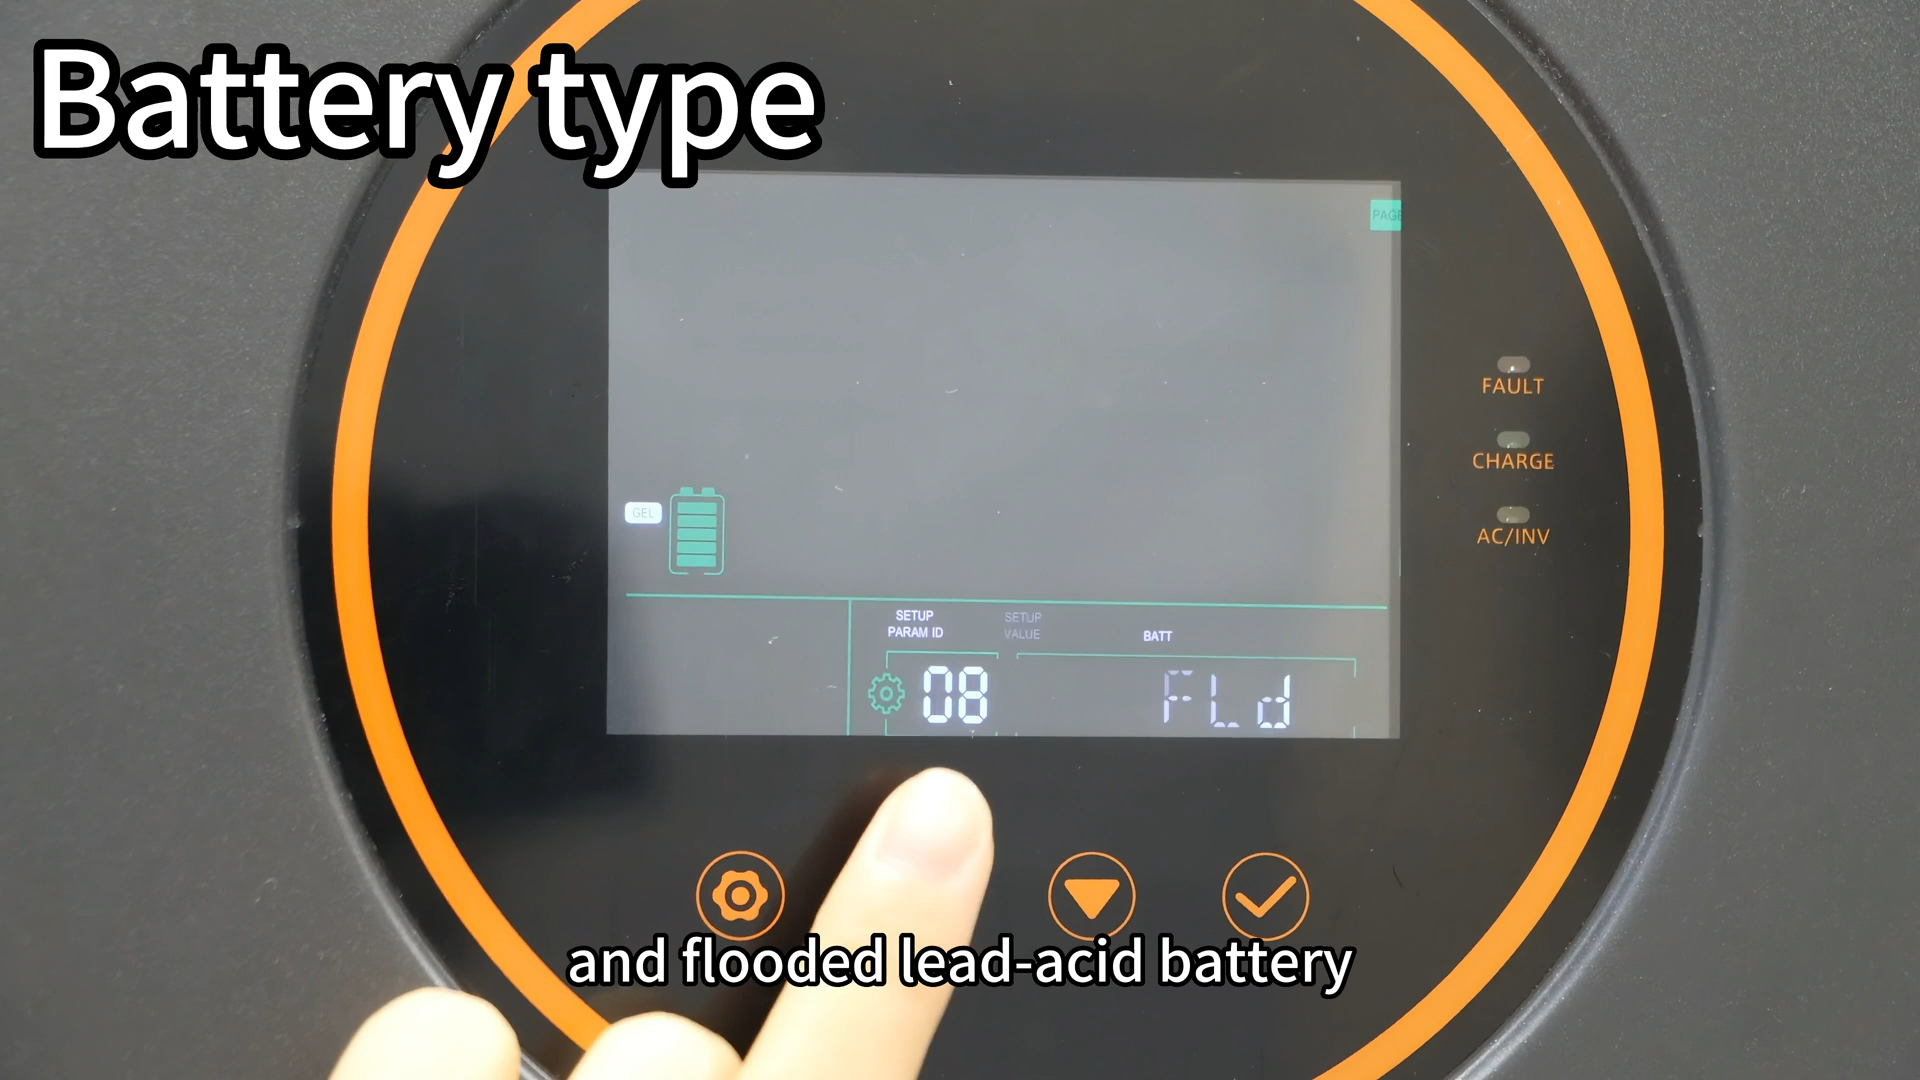 Battery type
PAGE
FAULT
CHARGE
AC/INV
GEL
SETUP
PARAM ID
SETUP
VALUE
BATT
08
FLd
and flooded lead-acid battery